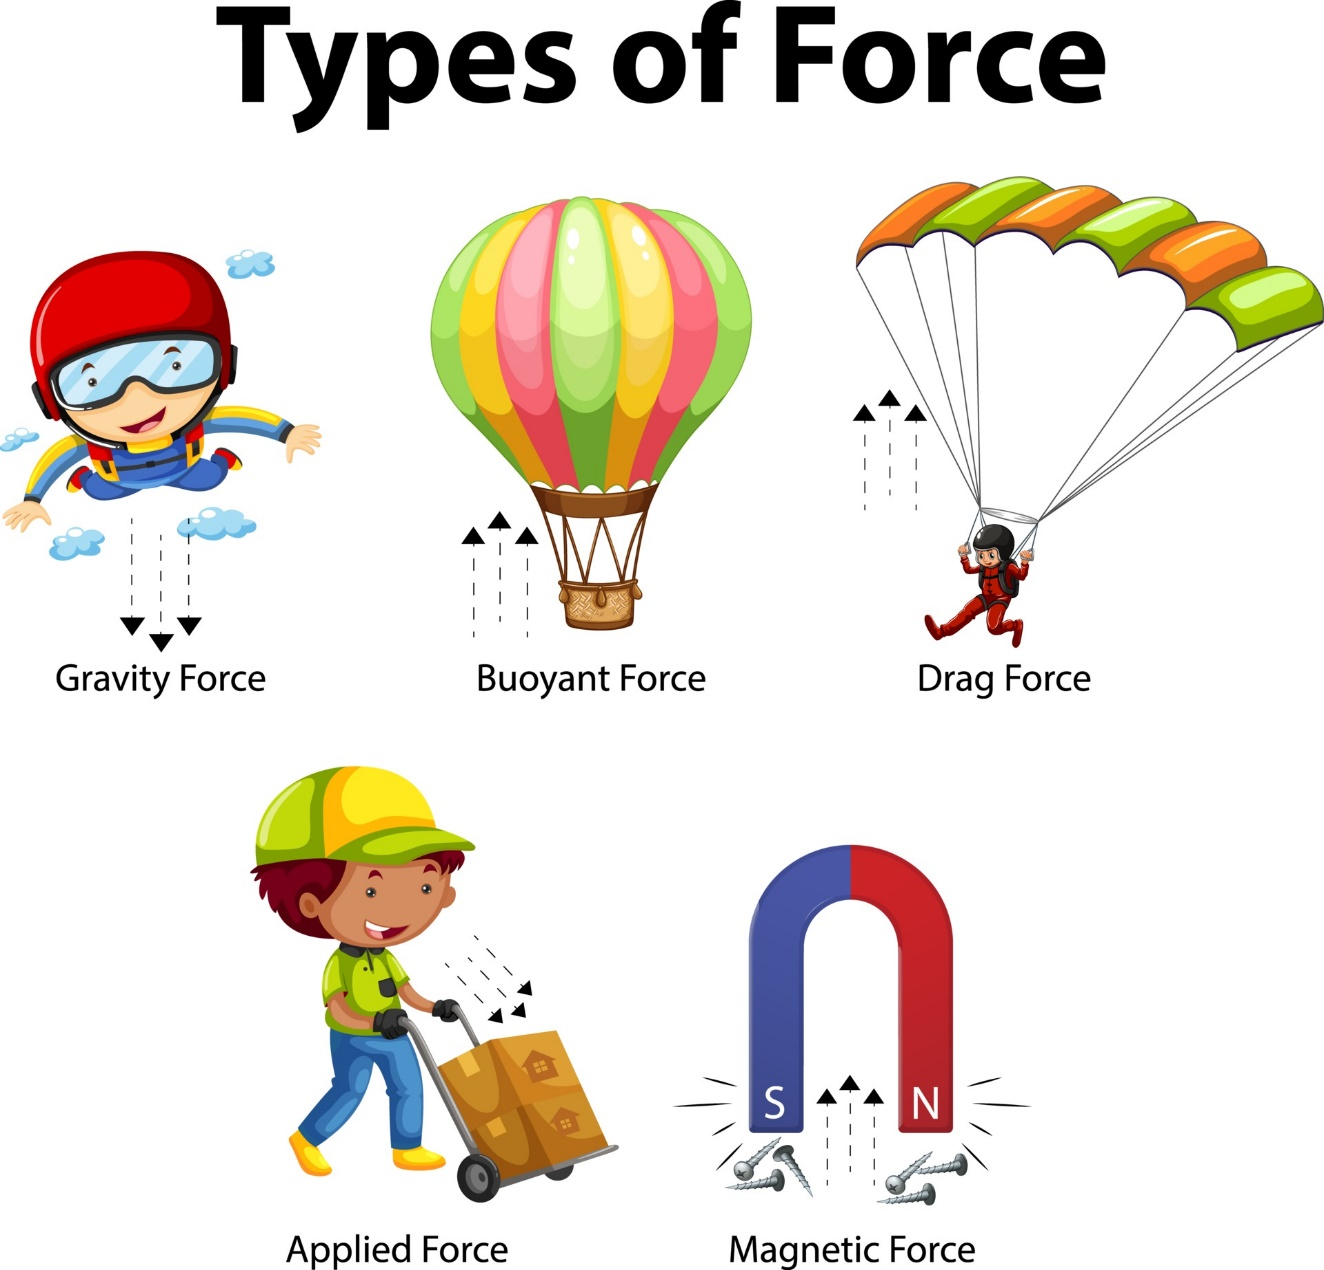 Types of Force
Gravity Force
Buoyant Force
Drag Force
S
N
Applied Force
Magnetic Force